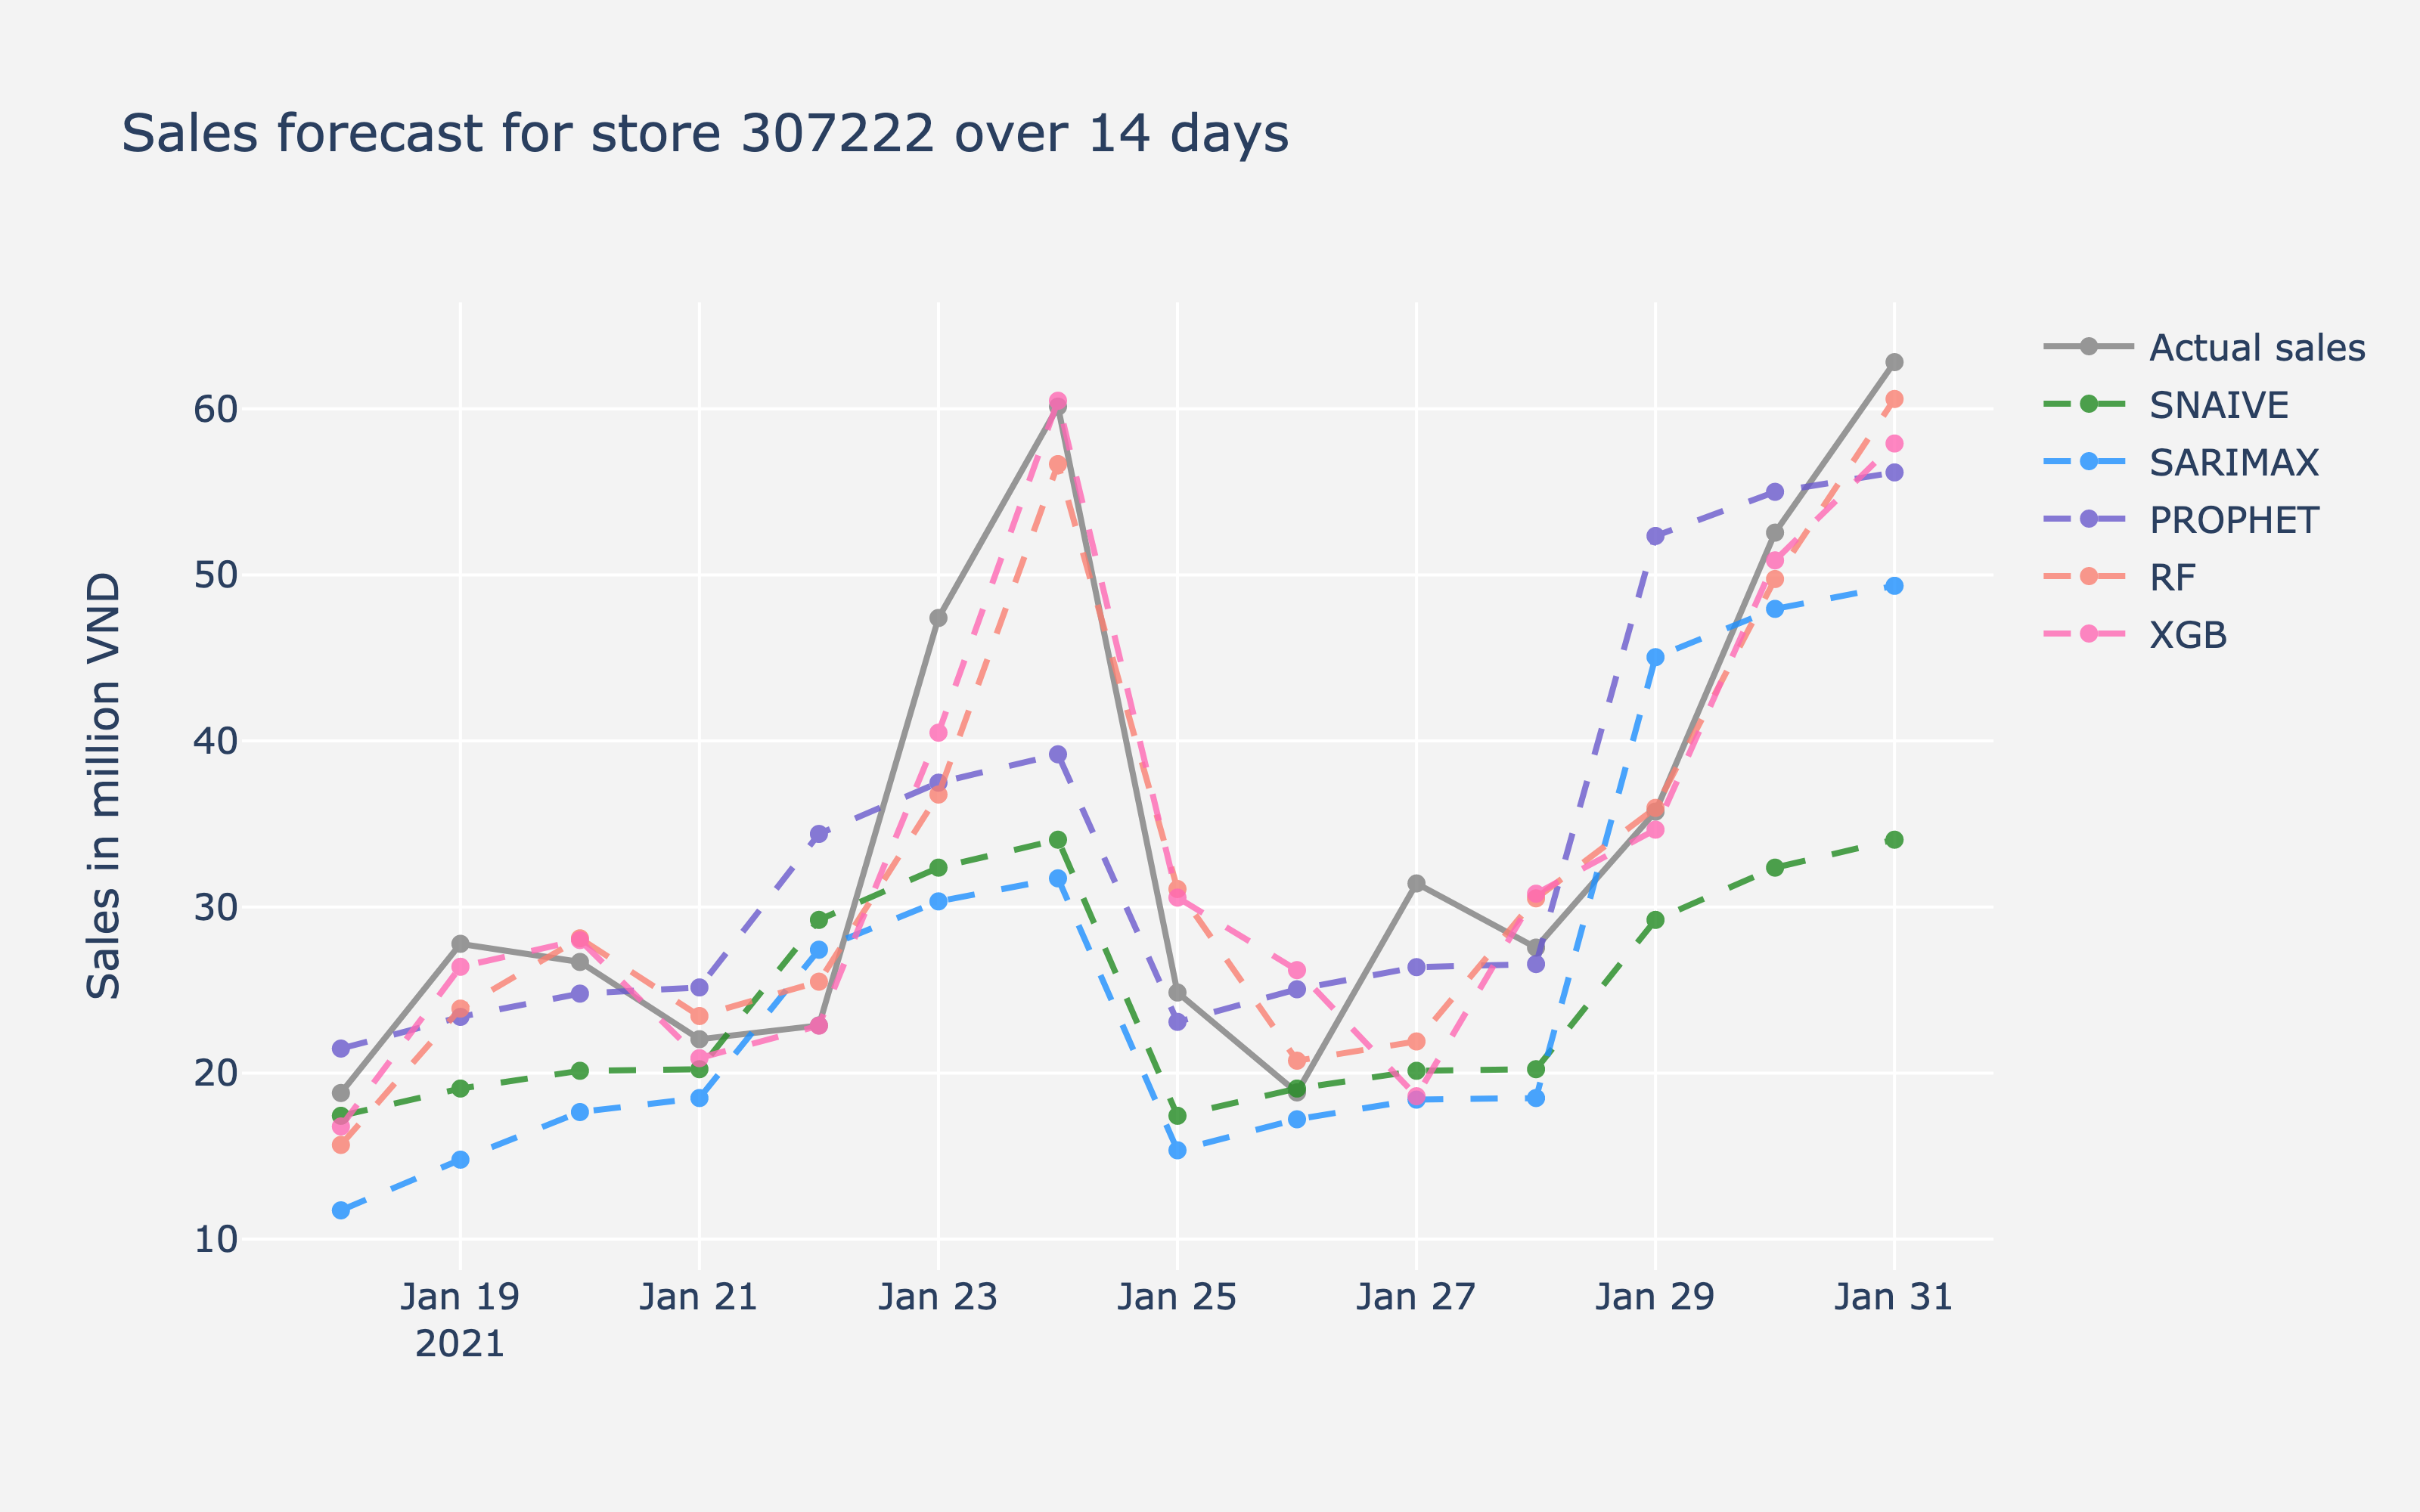 Sales forecast for store 307222 over 14 days
Actual sales
SNAIVE
SARIMAX
PROPHET
RF
XGB
Sales in million VND
60
50
40
30
20
10
Jan 19
2021
Jan 21
Jan 23
Jan 25
Jan 27
Jan 29
Jan 31